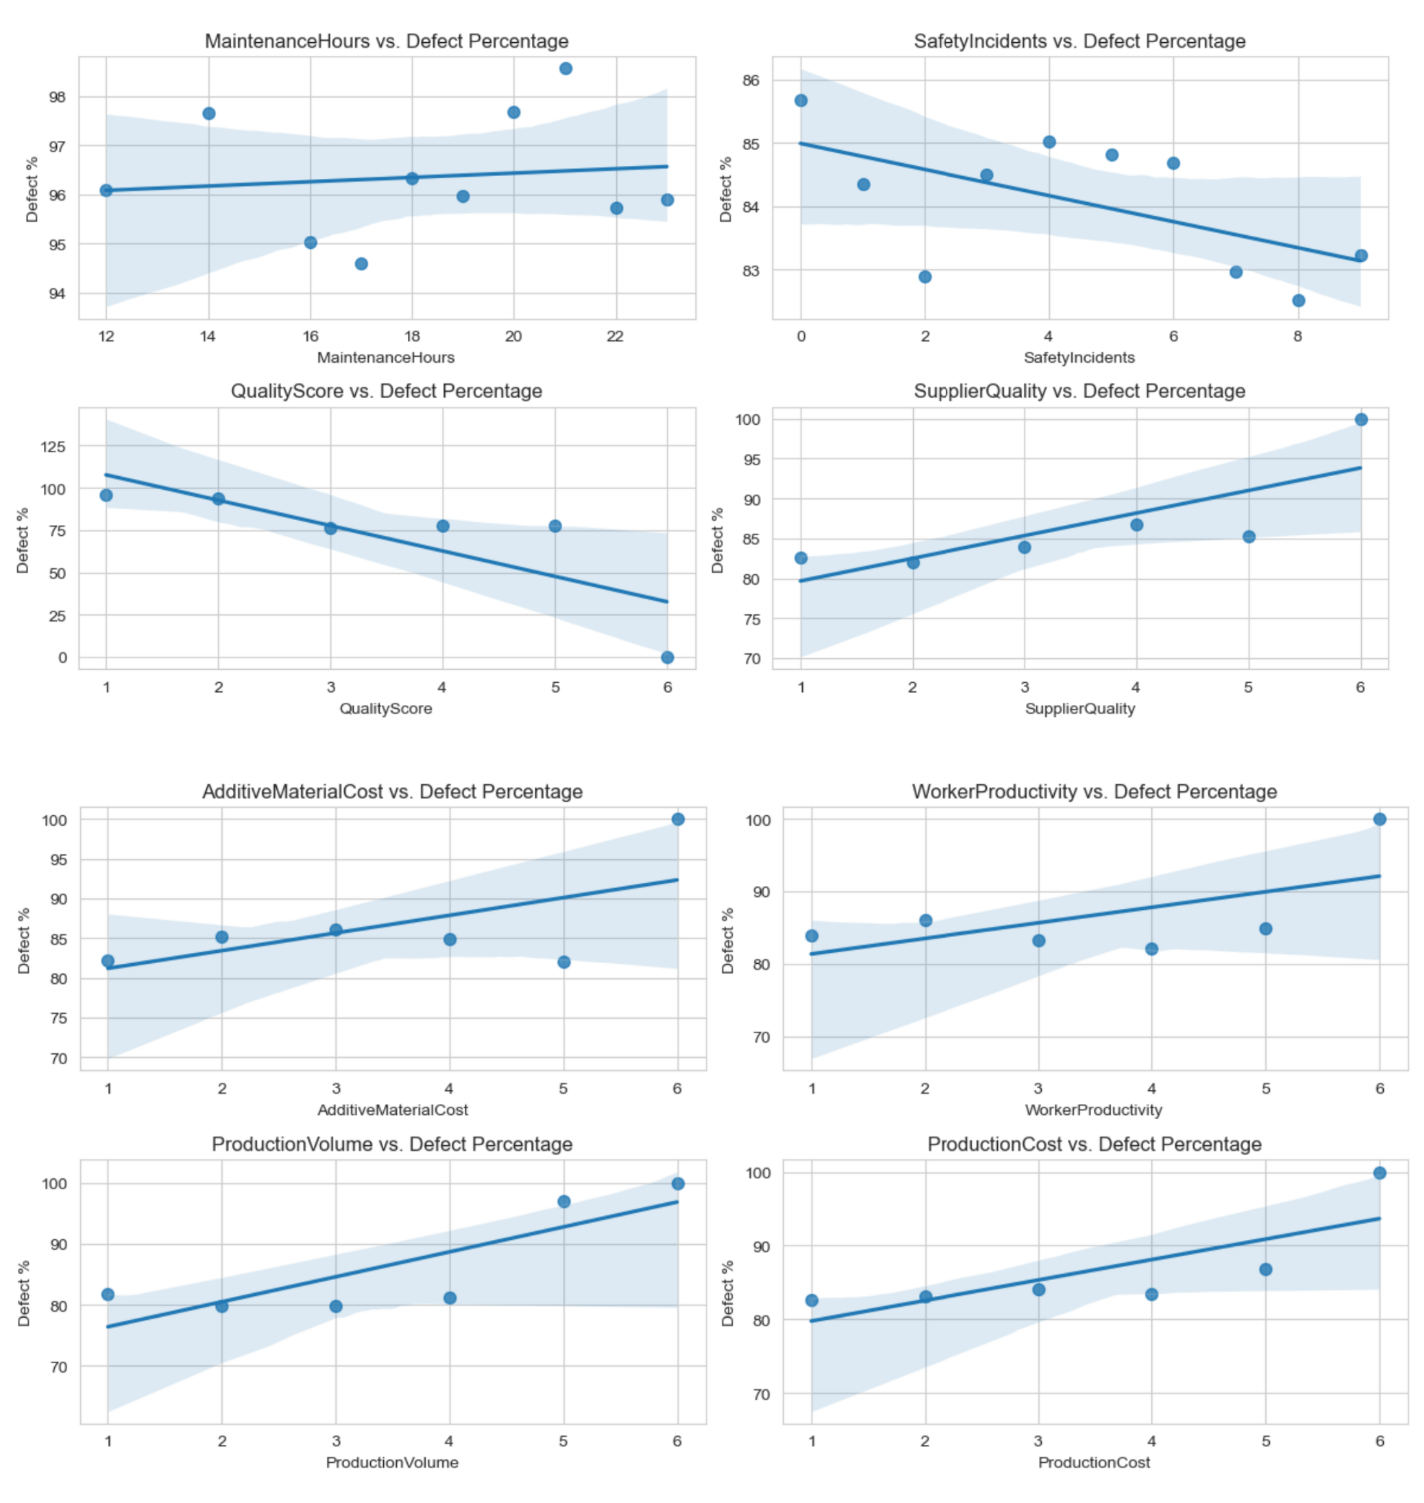 MaintenanceHours vs. Defect Percentage
98
97
96
95
94
Defect %
12 14 16 18 20 22
MaintenanceHours
SafetyIncidents vs. Defect Percentage
86
85
84
83
Defect %
0 2 4 6 8
SafetyIncidents
QualityScore vs. Defect Percentage
125
100
75
50
25
0
Defect %
1 2 3 4 5 6
QualityScore
SupplierQuality vs. Defect Percentage
100
95
90
85
80
75
70
Defect %
1 2 3 4 5 6
SupplierQuality
AdditiveMaterialCost vs. Defect Percentage
100
95
90
85
80
75
70
Defect %
1 2 3 4 5 6
AdditiveMaterialCost
WorkerProductivity vs. Defect Percentage
100
90
80
70
Defect %
1 2 3 4 5 6
WorkerProductivity
ProductionVolume vs. Defect Percentage
100
90
80
70
Defect %
1 2 3 4 5 6
ProductionVolume
ProductionCost vs. Defect Percentage
100
90
80
70
Defect %
1 2 3 4 5 6
ProductionCost